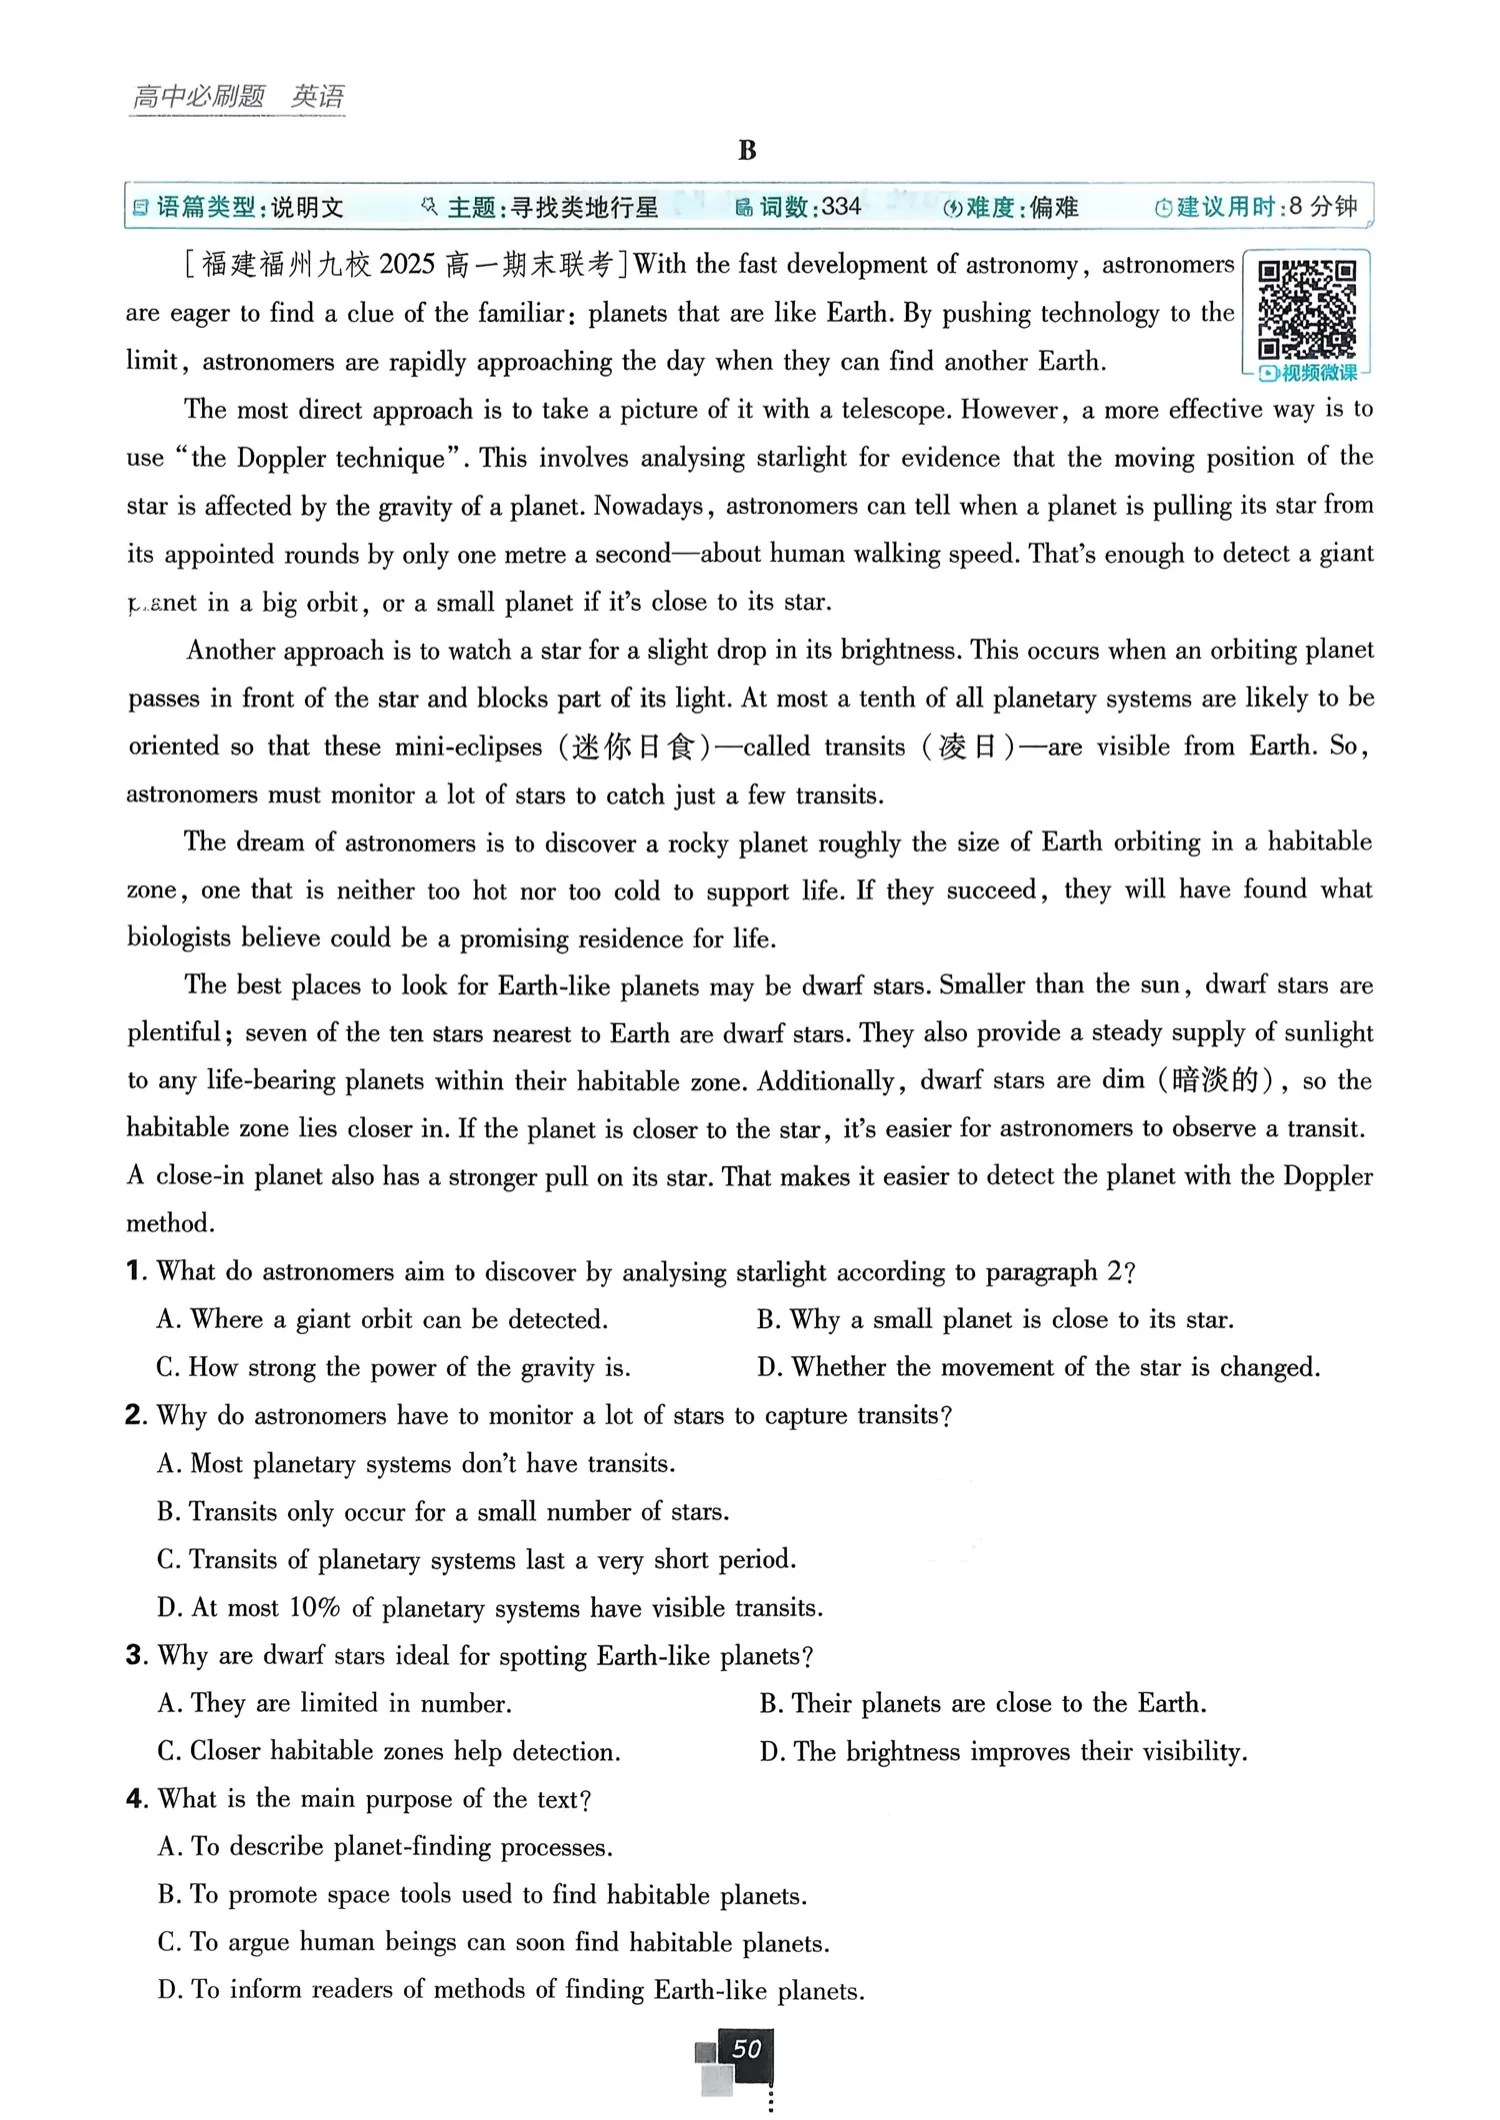 高中必刷题 英语
B
语篇类型:说明文 主题:寻找类地行星 词数:334 难度:偏难 建议用时:8分钟
[福建福州九校2025高一期末联考]With the fast development of astronomy, astronomers
are eager to find a clue of the familiar: planets that are like Earth. By pushing technology to the
limit, astronomers are rapidly approaching the day when they can find another Earth.
视频微课
The most direct approach is to take a picture of it with a telescope. However, a more effective way is to
use “the Doppler technique”. This involves analysing starlight for evidence that the moving position of the
star is affected by the gravity of a planet. Nowadays, astronomers can tell when a planet is pulling its star from
its appointed rounds by only one metre a second—about human walking speed. That’s enough to detect a giant
planet in a big orbit, or a small planet if it’s close to its star.
Another approach is to watch a star for a slight drop in its brightness. This occurs when an orbiting planet
passes in front of the star and blocks part of its light. At most a tenth of all planetary systems are likely to be
oriented so that these mini-eclipses (迷你日食)—called transits (凌日)—are visible from Earth. So,
astronomers must monitor a lot of stars to catch just a few transits.
The dream of astronomers is to discover a rocky planet roughly the size of Earth orbiting in a habitable
zone, one that is neither too hot nor too cold to support life. If they succeed, they will have found what
biologists believe could be a promising residence for life.
The best places to look for Earth-like planets may be dwarf stars. Smaller than the sun, dwarf stars are
plentiful; seven of the ten stars nearest to Earth are dwarf stars. They also provide a steady supply of sunlight
to any life-bearing planets within their habitable zone. Additionally, dwarf stars are dim (暗淡的), so the
habitable zone lies closer in. If the planet is closer to the star, it’s easier for astronomers to observe a transit.
A close-in planet also has a stronger pull on its star. That makes it easier to detect the planet with the Doppler
method.
1. What do astronomers aim to discover by analysing starlight according to paragraph 2?
A. Where a giant orbit can be detected. B. Why a small planet is close to its star.
C. How strong the power of the gravity is. D. Whether the movement of the star is changed.
2. Why do astronomers have to monitor a lot of stars to capture transits?
A. Most planetary systems don’t have transits.
B. Transits only occur for a small number of stars.
C. Transits of planetary systems last a very short period.
D. At most 10% of planetary systems have visible transits.
3. Why are dwarf stars ideal for spotting Earth-like planets?
A. They are limited in number. B. Their planets are close to the Earth.
C. Closer habitable zones help detection. D. The brightness improves their visibility.
4. What is the main purpose of the text?
A. To describe planet-finding processes.
B. To promote space tools used to find habitable planets.
C. To argue human beings can soon find habitable planets.
D. To inform readers of methods of finding Earth-like planets.
50